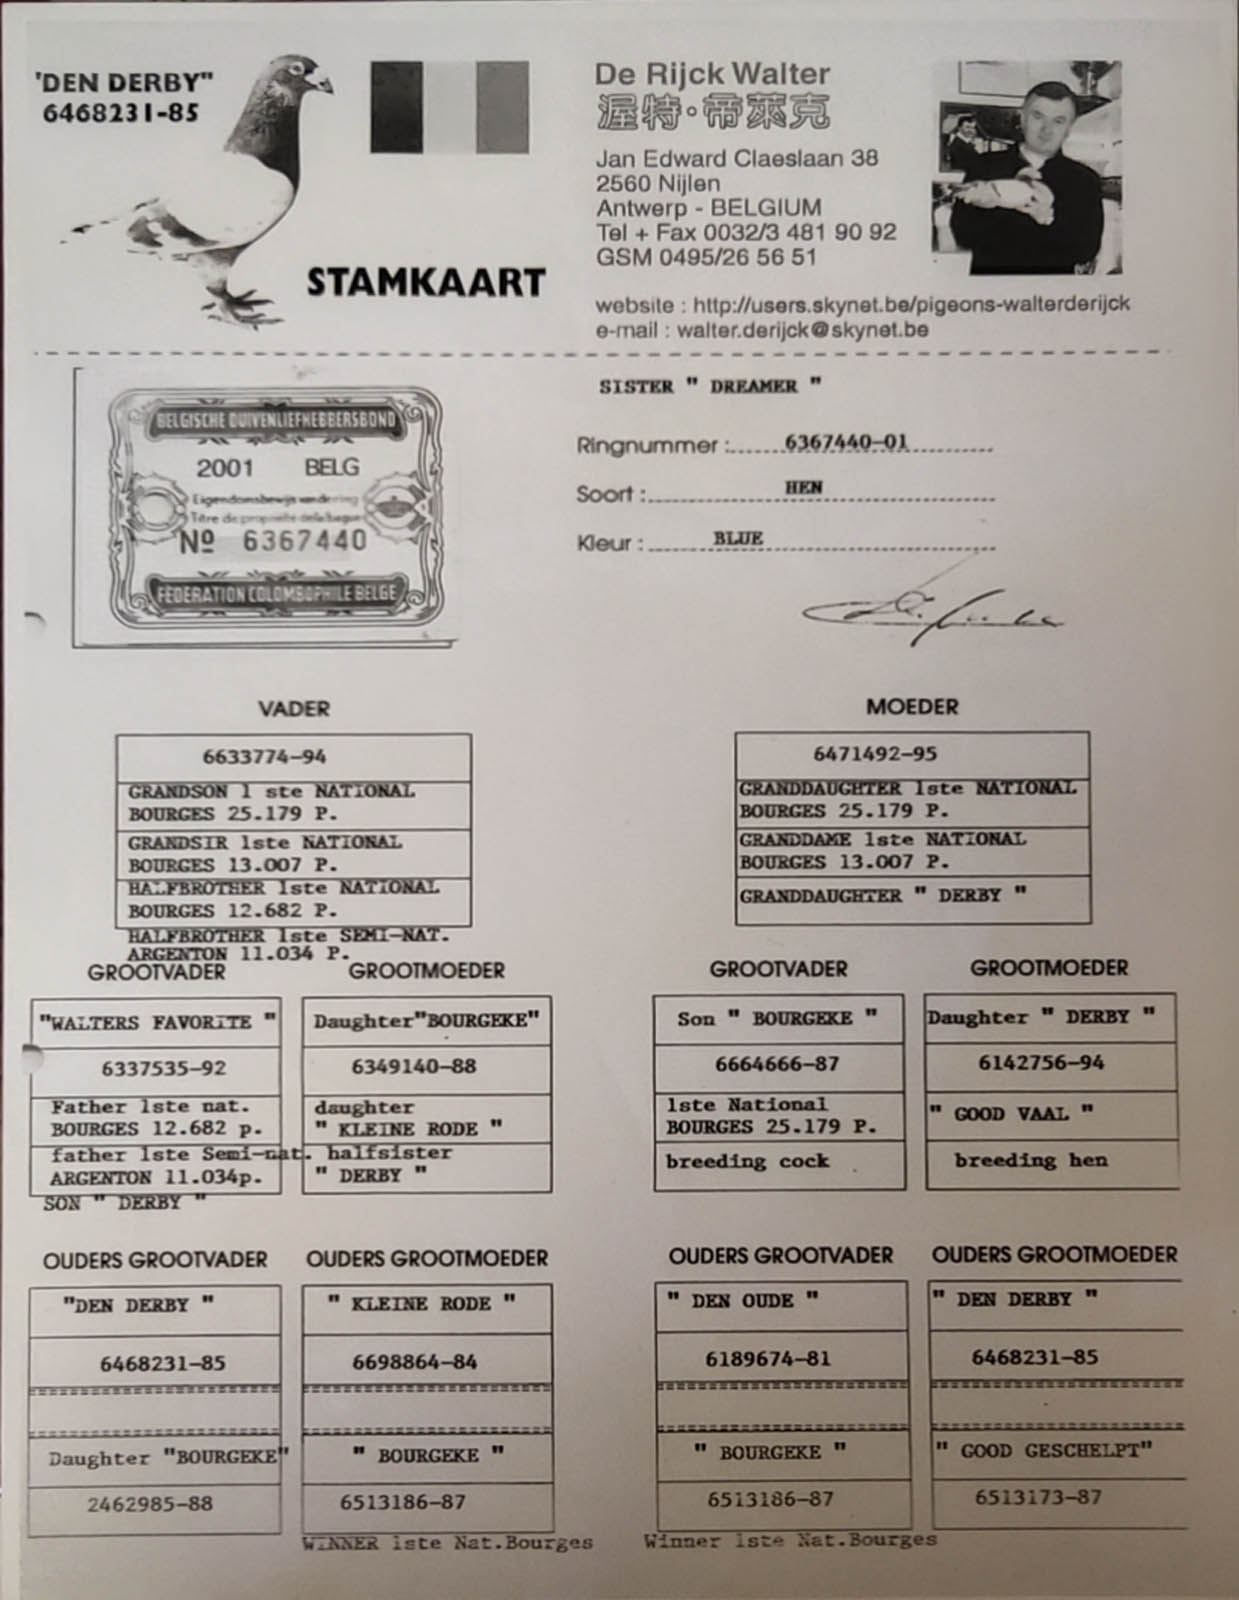 'DEN DERBY"
6468231-85
STAMKAART
De Rijck Walter
渥特·帝萊克
Jan Edward Claeslaan 38
2560 Nijlen
Antwerp - BELGIUM
Tel + Fax 0032/3 481 90 92
GSM 0495/26 56 51
website : http://users.skynet.be/pigeons-walterderijck
e-mail : walter.derijck@skynet.be
BELGISCHE DUIVENLIEFHEBBERSBOND
2001 BELG
Eigendomsbewijs van de ring
Titre de propriété de la bague
Nº 6367440
FEDERATION COLOMBOPHILE BELGE
SISTER " DREAMER "
Ringnummer : 6367440-01
Soort : HEN
Kleur : BLUE
VADER
6633774-94
GRANDSON 1 ste NATIONAL
BOURGES 25.179 P.
GRANDSIR 1ste NATIONAL
BOURGES 13.007 P.
HALFBROTHER 1ste NATIONAL
BOURGES 12.682 P.
HALFBROTHER 1ste SEMI-NAT.
ARGENTON 11.034 P.
MOEDER
6471492-95
GRANDDAUGHTER 1ste NATIONAL
BOURGES 25.179 P.
GRANDDAME 1ste NATIONAL
BOURGES 13.007 P.
GRANDDAUGHTER " DERBY "
GROOTVADER
"WALTERS FAVORITE "
6337535-92
Father 1ste nat.
BOURGES 12.682 p.
father 1ste Semi-nat.
ARGENTON 11.034p.
SON " DERBY "
GROOTMOEDER
Daughter"BOURGEKE"
6349140-88
daughter
" KLEINE RODE "
halfsister
" DERBY "
GROOTVADER
Son " BOURGEKE "
6664666-87
1ste National
BOURGES 25.179 P.
breeding cock
GROOTMOEDER
Daughter " DERBY "
6142756-94
" GOOD VAAL "
breeding hen
OUDERS GROOTVADER
"DEN DERBY "
6468231-85
Daughter "BOURGEKE"
2462985-88
OUDERS GROOTMOEDER
" KLEINE RODE "
6698864-84
" BOURGEKE "
6513186-87
WINNER 1ste Nat.Bourges
OUDERS GROOTVADER
" DEN OUDE "
6189674-81
" BOURGEKE "
6513186-87
Winner 1ste Nat.Bourges
OUDERS GROOTMOEDER
" DEN DERBY "
6468231-85
" GOOD GESCHELPT"
6513173-87